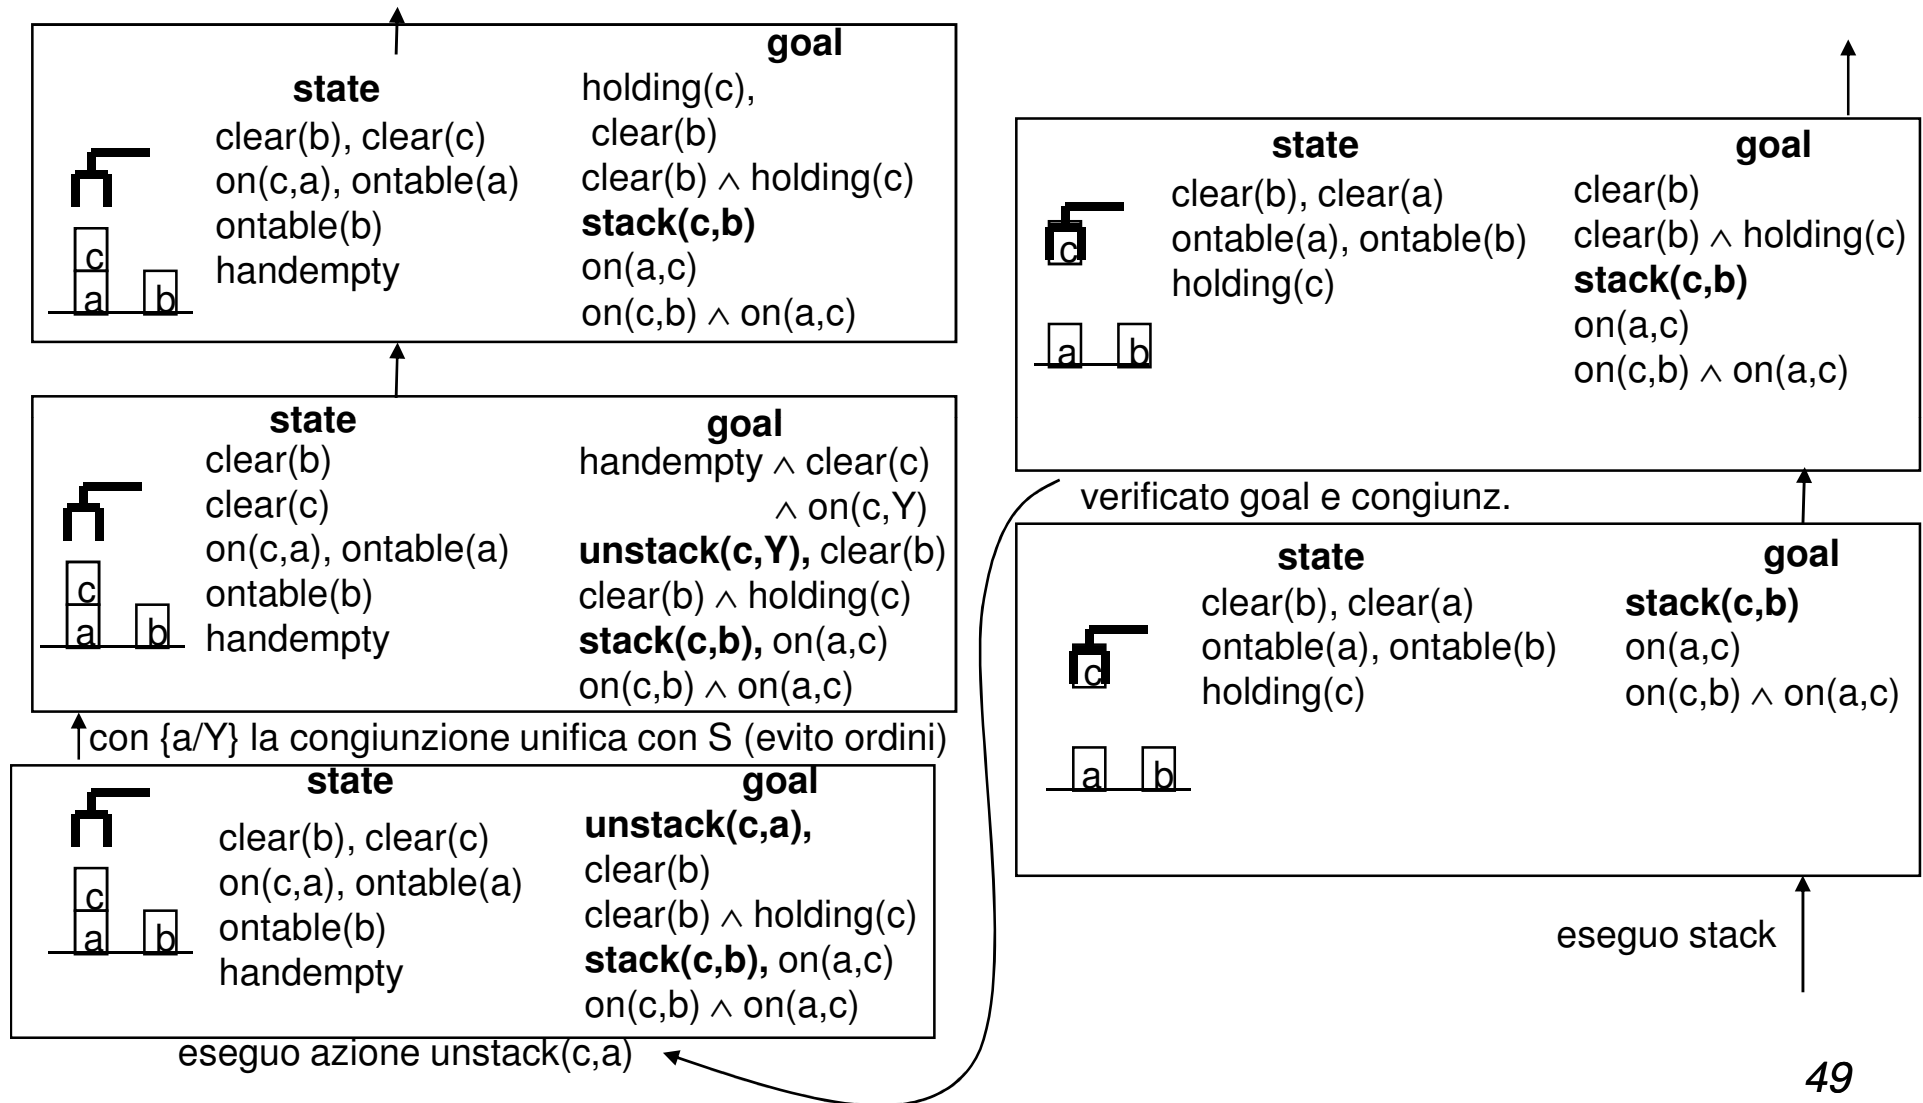 goal
state
holding(c),
clear(b)
clear(b), clear(c)
on(c,a), ontable(a)
ontable(b)
handempty
clear(b) ∧ holding(c)
stack(c,b)
on(a,c)
on(c,b) ∧ on(a,c)
c
a b
state
goal
clear(b)
clear(c)
on(c,a), ontable(a)
ontable(b)
handempty
handempty ∧ clear(c)
∧ on(c,Y)
unstack(c,Y), clear(b)
clear(b) ∧ holding(c)
stack(c,b), on(a,c)
on(c,b) ∧ on(a,c)
c
a b
con {a/Y} la congiunzione unifica con S (evito ordini)
state
goal
clear(b), clear(c)
on(c,a), ontable(a)
ontable(b)
handempty
unstack(c,a),
clear(b)
clear(b) ∧ holding(c)
stack(c,b), on(a,c)
on(c,b) ∧ on(a,c)
c
a b
eseguo azione unstack(c,a)
state
goal
clear(b), clear(a)
ontable(a), ontable(b)
holding(c)
clear(b)
clear(b) ∧ holding(c)
stack(c,b)
on(a,c)
on(c,b) ∧ on(a,c)
c
a b
verificato goal e congiunz.
state
goal
clear(b), clear(a)
ontable(a), ontable(b)
holding(c)
stack(c,b)
on(a,c)
on(c,b) ∧ on(a,c)
c
a b
eseguo stack
49